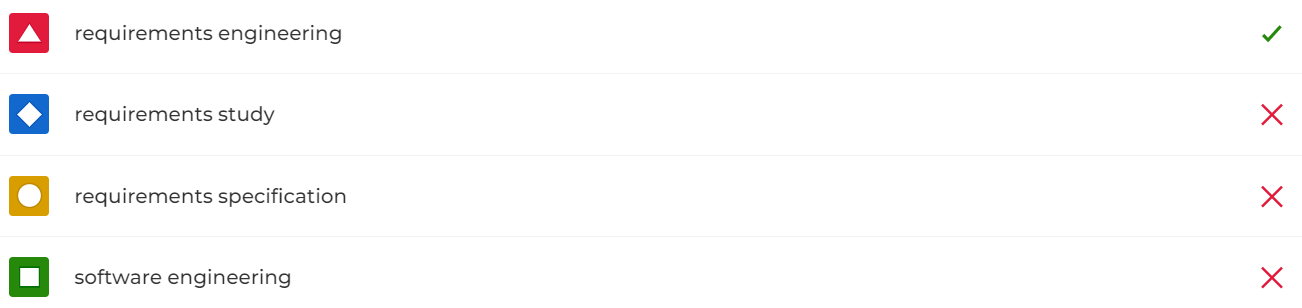 requirements engineering
requirements study
requirements specification
software engineering